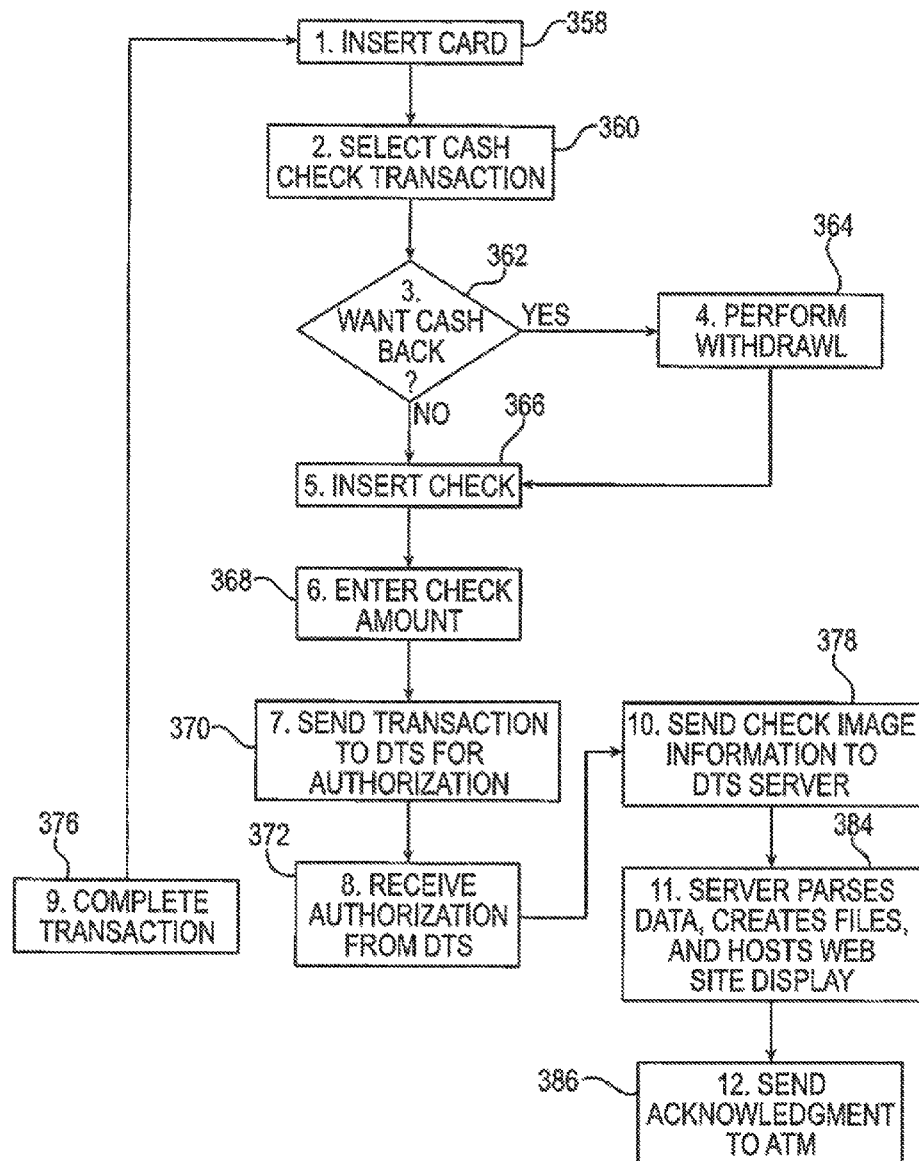 358
1. INSERT CARD
360
2. SELECT CASH
CHECK TRANSACTION
362
3.
WANT CASH
BACK
?
YES
364
4. PERFORM
WITHDRAWL
NO
366
5. INSERT CHECK
368
6. ENTER CHECK
AMOUNT
370
7. SEND TRANSACTION
TO DTS FOR
AUTHORIZATION
372
8. RECEIVE
AUTHORIZATION
FROM DTS
376
9. COMPLETE
TRANSACTION
378
10. SEND CHECK IMAGE
INFORMATION TO
DTS SERVER
384
11. SERVER PARSES
DATA, CREATES FILES,
AND HOSTS WEB
SITE DISPLAY
386
12. SEND
ACKNOWLEDGMENT
TO ATM